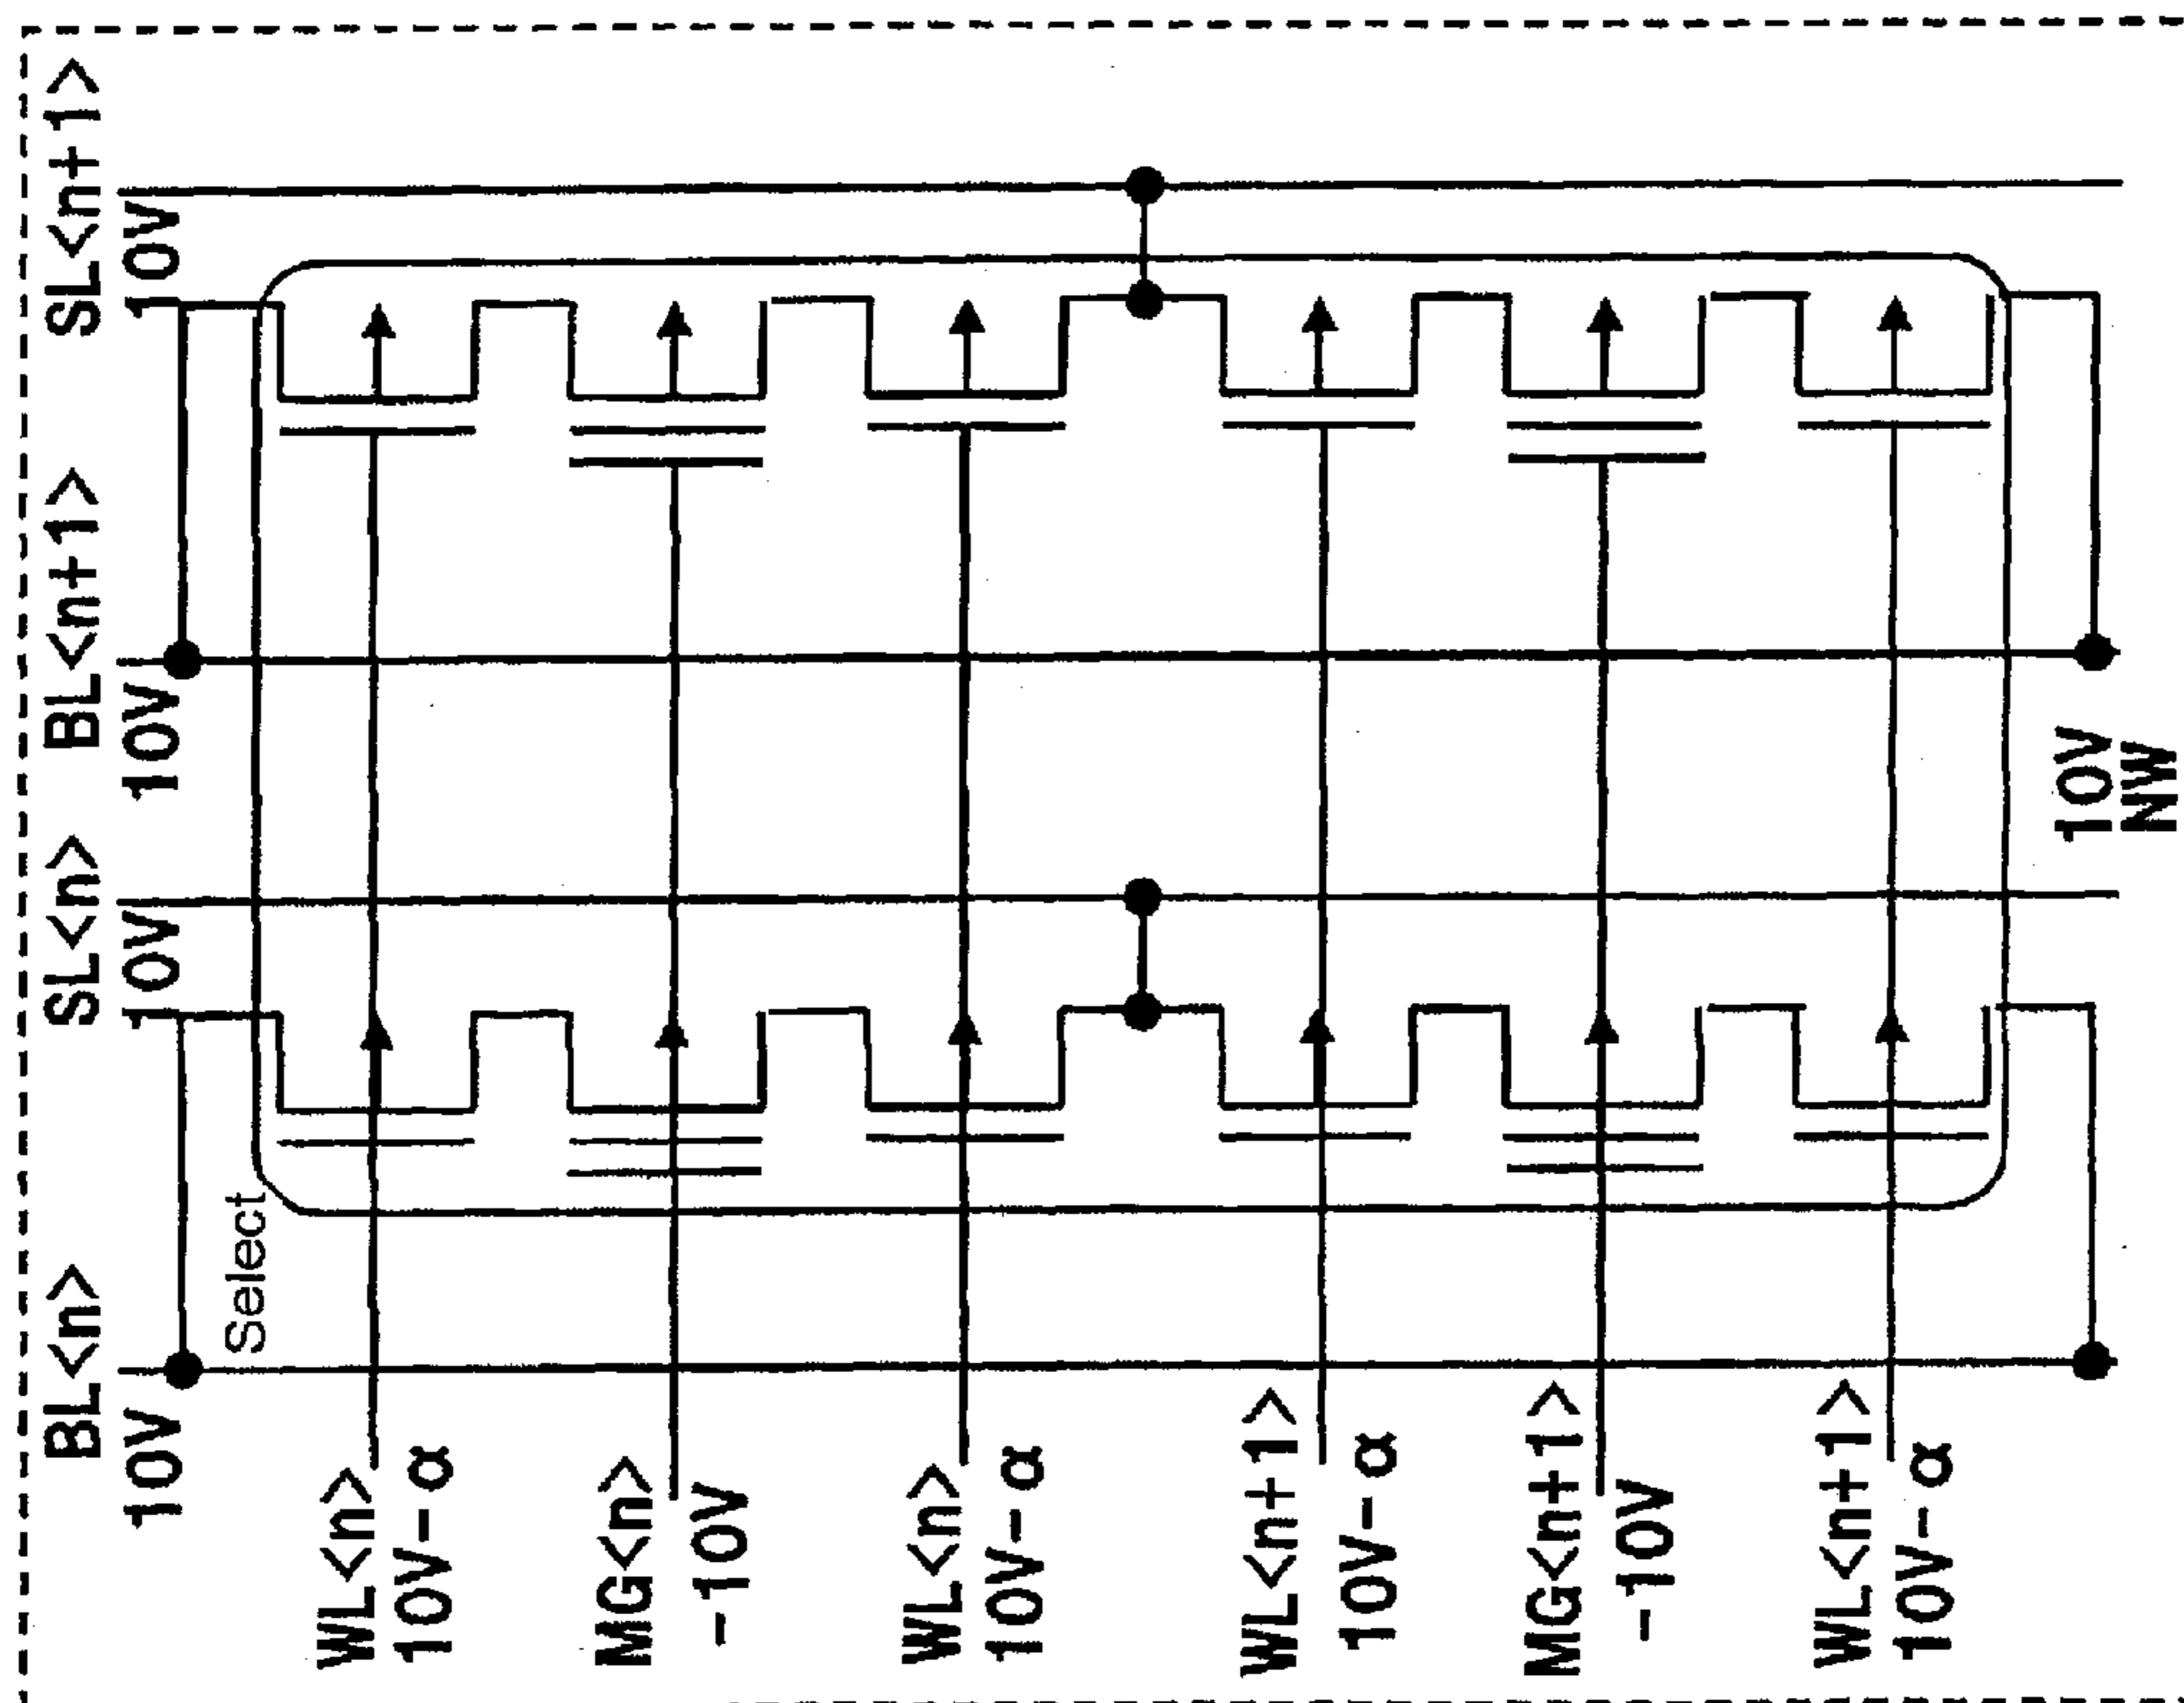 SL<n+1>
10V
BL<n+1>
10V
SL<n>
10V
BL<n>
10V
Select
WL<n>
10V-α
MG<n>
-10V
WL<n>
10V-α
WL<n+1>
10V-α
MG<n+1>
-10V
WL<n+1>
10V-α
10V
NW